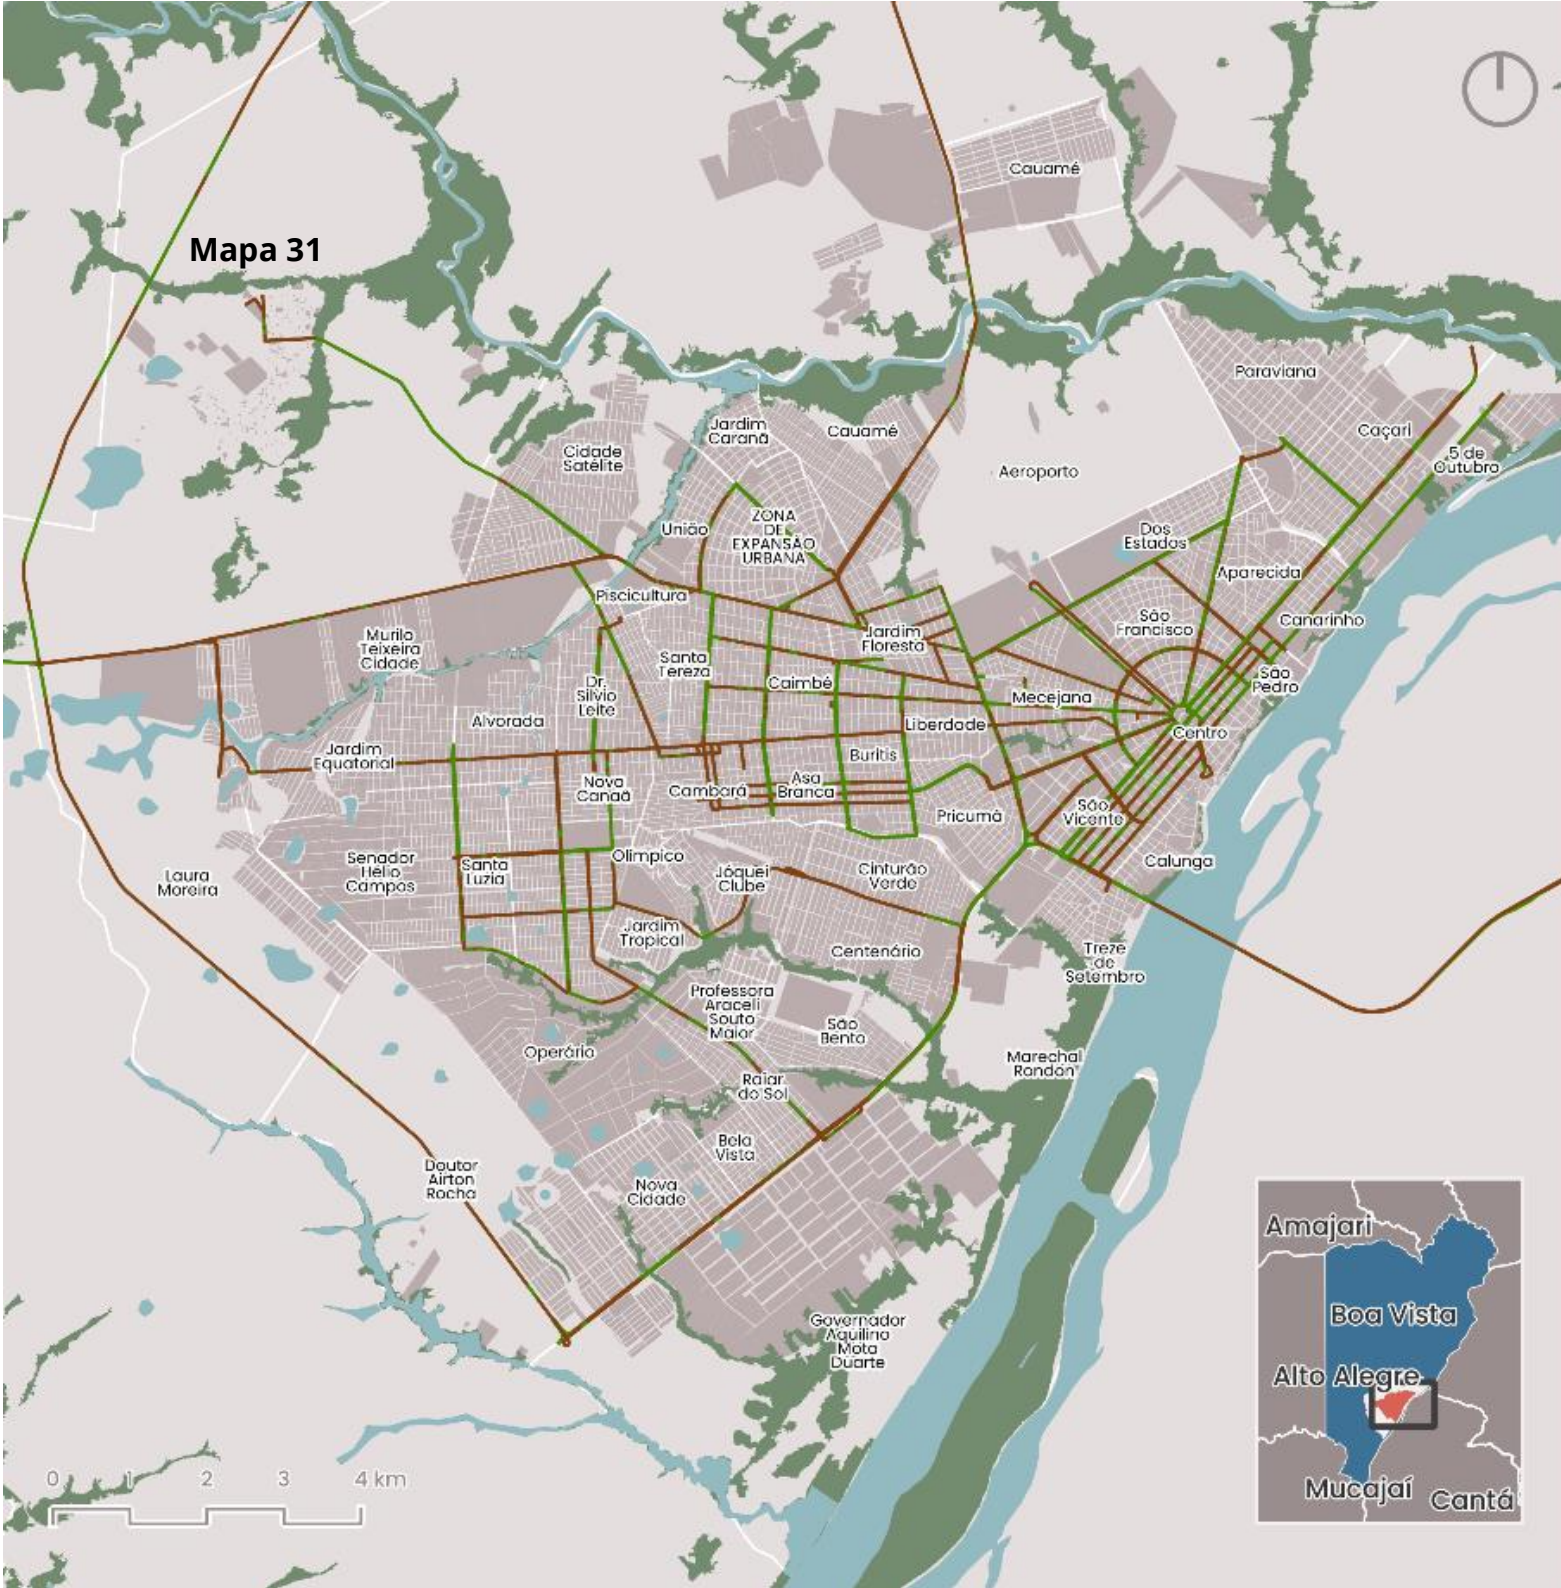 Cauamé
Mapa 31
Paraviana
Jardim
Caranã
Cauamé
Caçari
Cidade
Satélite
Aeroporto
5 de
Outubro
União
ZONA
DE
EXPANSÃO
URBANA
Dos
Estados
Aparecida
Piscicultura
São
Francisco
Canarinho
Murilo
Teixeira
Cidade
Jardim
Floresta
Santa
Tereza
Caimbé
São
Pedro
Dr.
Silvio
Leite
Mecejana
Alvorada
Liberdade
Centro
Jardim
Equatorial
Buritis
Nova
Canaã
Cambará
Asa
Branca
Pricumã
São
Vicente
Olímpico
Calunga
Senador
Hélio
Campos
Santa
Luzia
Laura
Moreira
Jóquei
Clube
Cinturão
Verde
Jardim
Tropical
Centenário
Treze
de
Setembro
Professora
Araceli
Souto
Maior
São
Bento
Operário
Marechal
Rondon
Raiar
do Sol
Bela
Vista
Doutor
Airton
Rocha
Nova
Cidade
Governador
Aquilino
Mota
Duarte
Amajari
Boa Vista
Alto Alegre
Mucajaí
Cantá
0 1 2 3 4 km